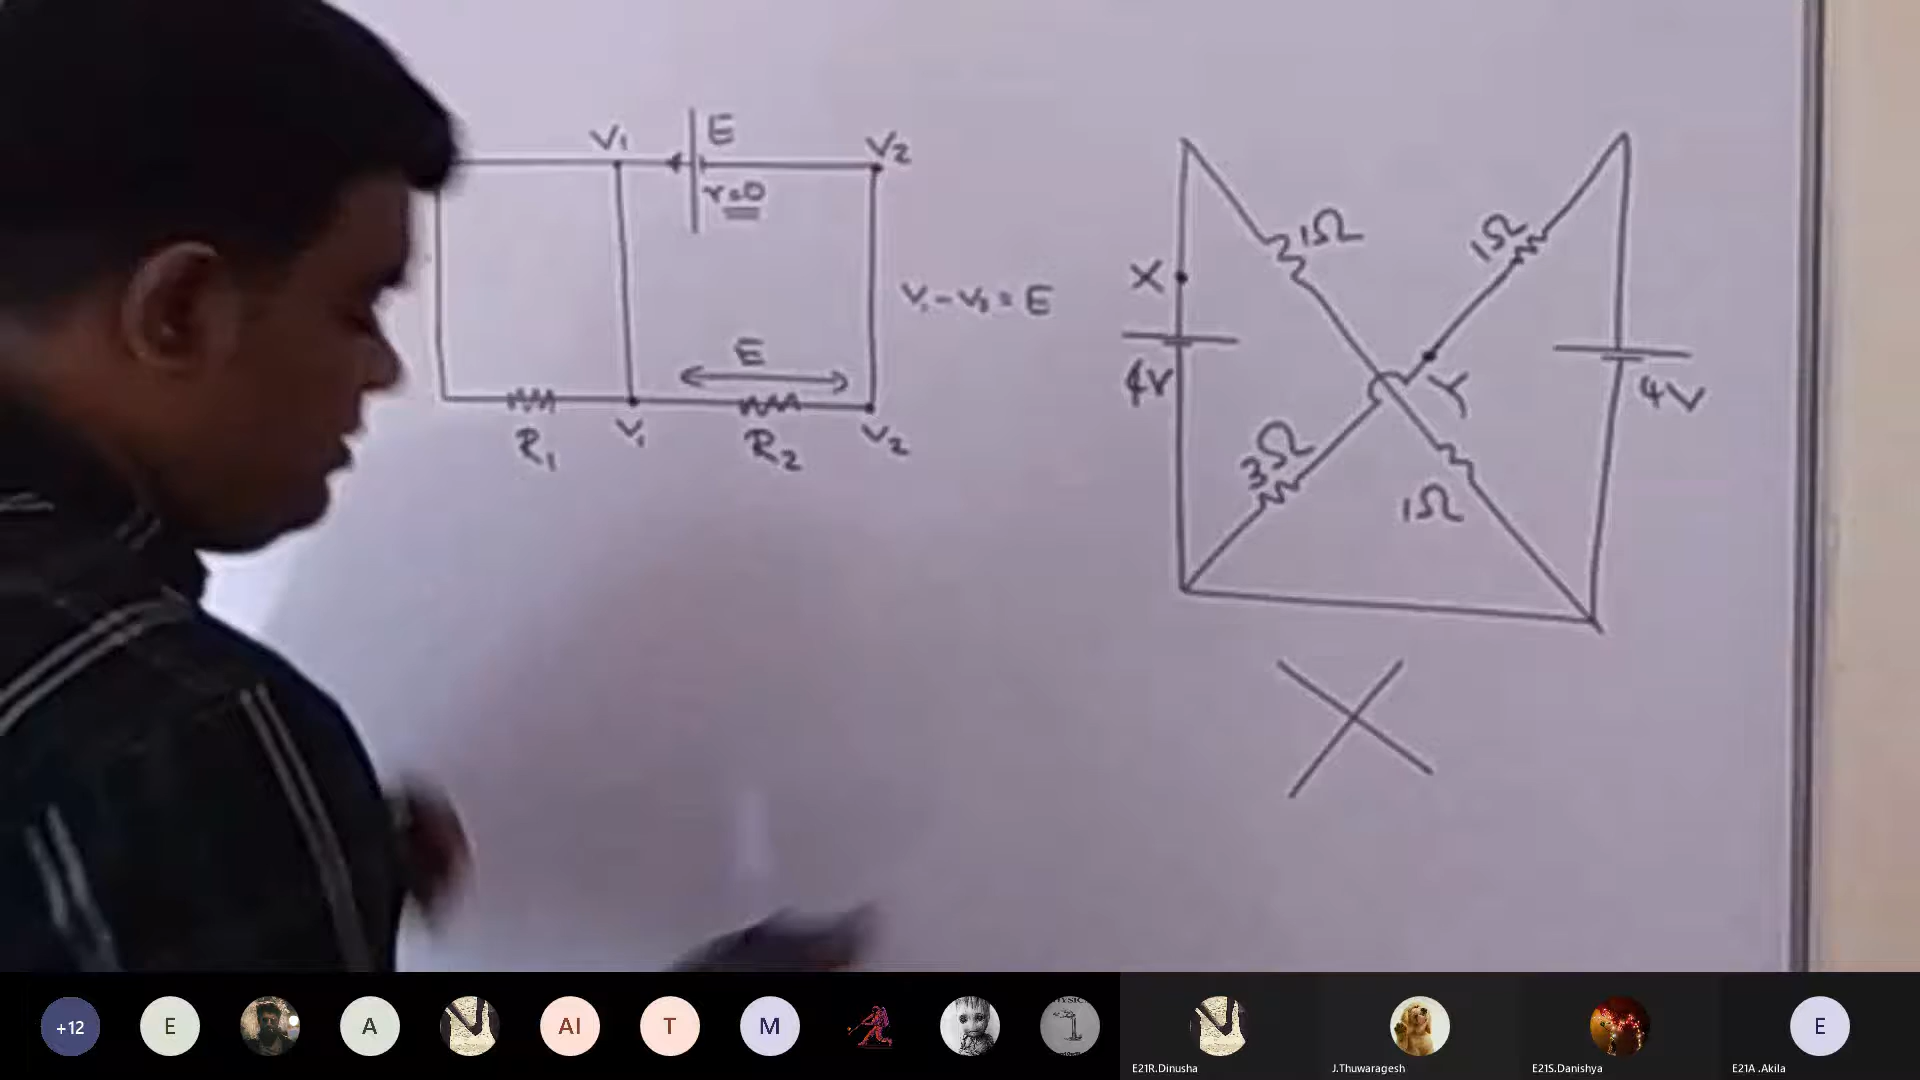 V₁
E
V₂
r=0
V₁ - V₂ = E
E
R₁
V₁
R₂
V₂
1Ω
1Ω
X
4V
Y
4V
3Ω
1Ω
+12
E
A
AI
T
M
E
E21R.Dinusha
J.Thuwaragesh
E21S.Danishya
E21A .Akila